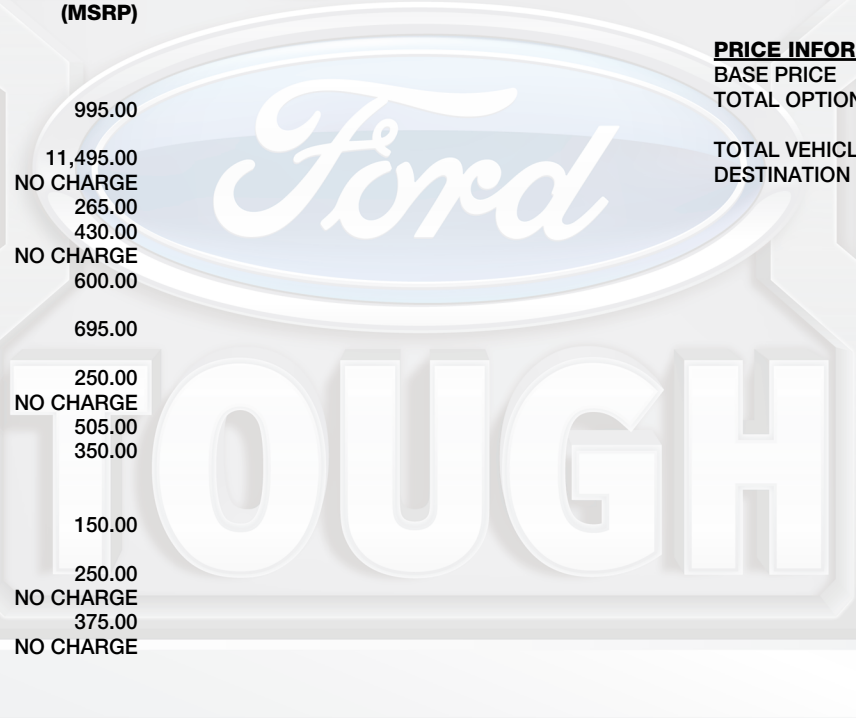 (MSRP)
995.00
11,495.00
NO CHARGE
265.00
430.00
NO CHARGE
600.00
695.00
250.00
NO CHARGE
505.00
350.00
150.00
250.00
NO CHARGE
375.00
NO CHARGE
PRICE INFOR
BASE PRICE
TOTAL OPTION
TOTAL VEHICL
DESTINATION
Ford
TOUGH